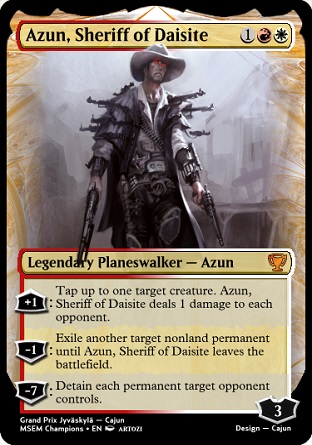 Azun, Sheriff of Daisite 1
Legendary Planeswalker — Azun
+1: Tap up to one target creature. Azun,
Sheriff of Daisite deals 1 damage to each
opponent.
-1: Exile another target nonland permanent
until Azun, Sheriff of Daisite leaves the
battlefield.
-7: Detain each permanent target opponent
controls.
3
Grand Prix Jyväskylä — Cajun
MSEM Champions • EN ARTOZI
Design — Cajun